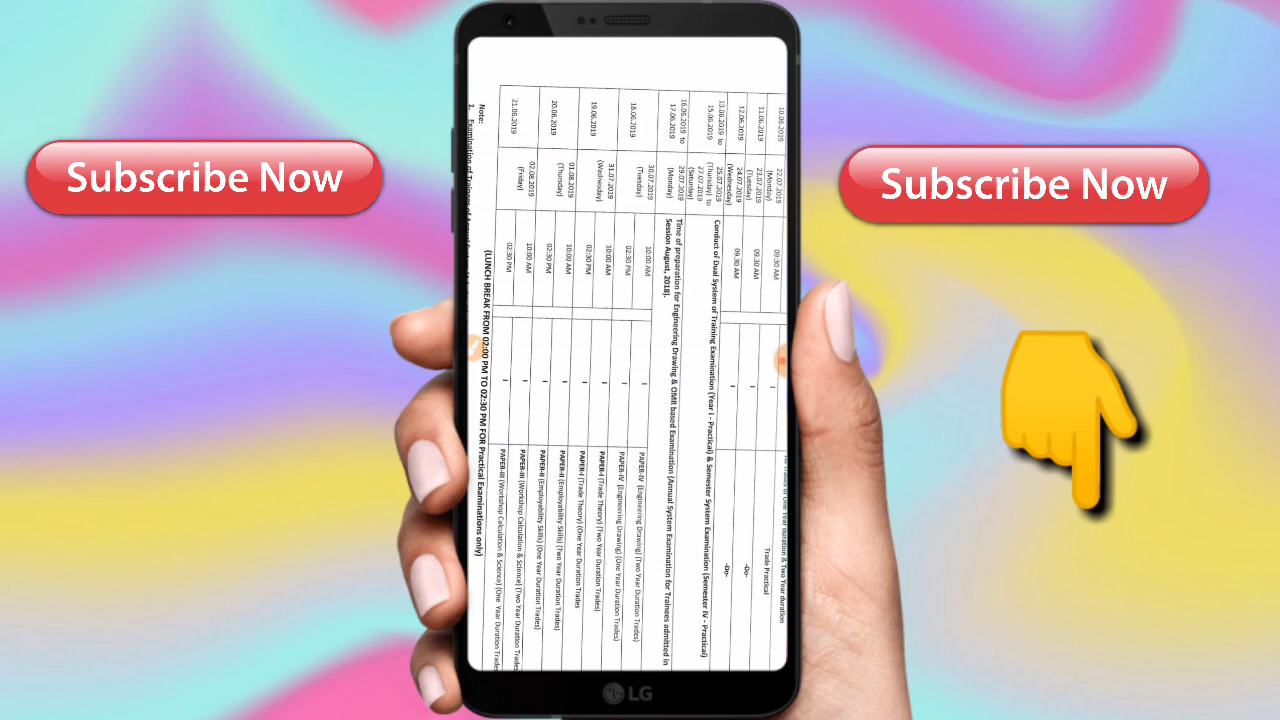 Subscribe Now
Subscribe Now
10.06.2019
22.07.2019
(Monday)
09:30 AM
Trade Practical
11.06.2019
23.07.2019
(Tuesday)
09.30 AM
-Do-
12.06.2019
24.07.2019
(Wednesday)
09.30 AM
-Do-
13.06.2019 to
15.06.2019
25.07.2019
(Thursday) to
27.07.2019
(Saturday)
Conduct of Dual System of Training Examination (Year I - Practical) & Semester System Examination (Semester IV - Practical)
16.06.2019 to
17.06.2019
29.07.2019
(Monday)
Time of preparation for Engineering Drawing & OMR based Examination (Annual System Examination for Trainees admitted in
Session August, 2018).
18.06.2019
30.07.2019
(Tuesday)
10:00 AM
PAPER-IV (Engineering Drawing) (Two Year Duration Trades)
02:30 PM
PAPER-IV (Engineering Drawing) (One Year Duration Trades)
19.06.2019
31.07.2019
(Wednesday)
10:00 AM
PAPER-I (Trade Theory) (Two Year Duration Trades)
02:30 PM
PAPER-I (Trade Theory) (One Year Duration Trades
20.06.2019
01.08.2019
(Thursday)
10:00 AM
PAPER-II (Employability Skills) (Two Year Duration Trades)
02:30 PM
PAPER-II (Employability Skills) (One Year Duration Trades)
21.06.2019
02.08.2019
(Friday)
10:00 AM
PAPER-III (Workshop Calculation & Science) (Two Year Duration Trades
02:30 PM
PAPER-III (Workshop Calculation & Science) (One Year Duration Trades
(LUNCH BREAK FROM 02:00 PM TO 02:30 PM FOR Practical Examinations only)
Note:
1. Examination of Trainees of Annual System
LG